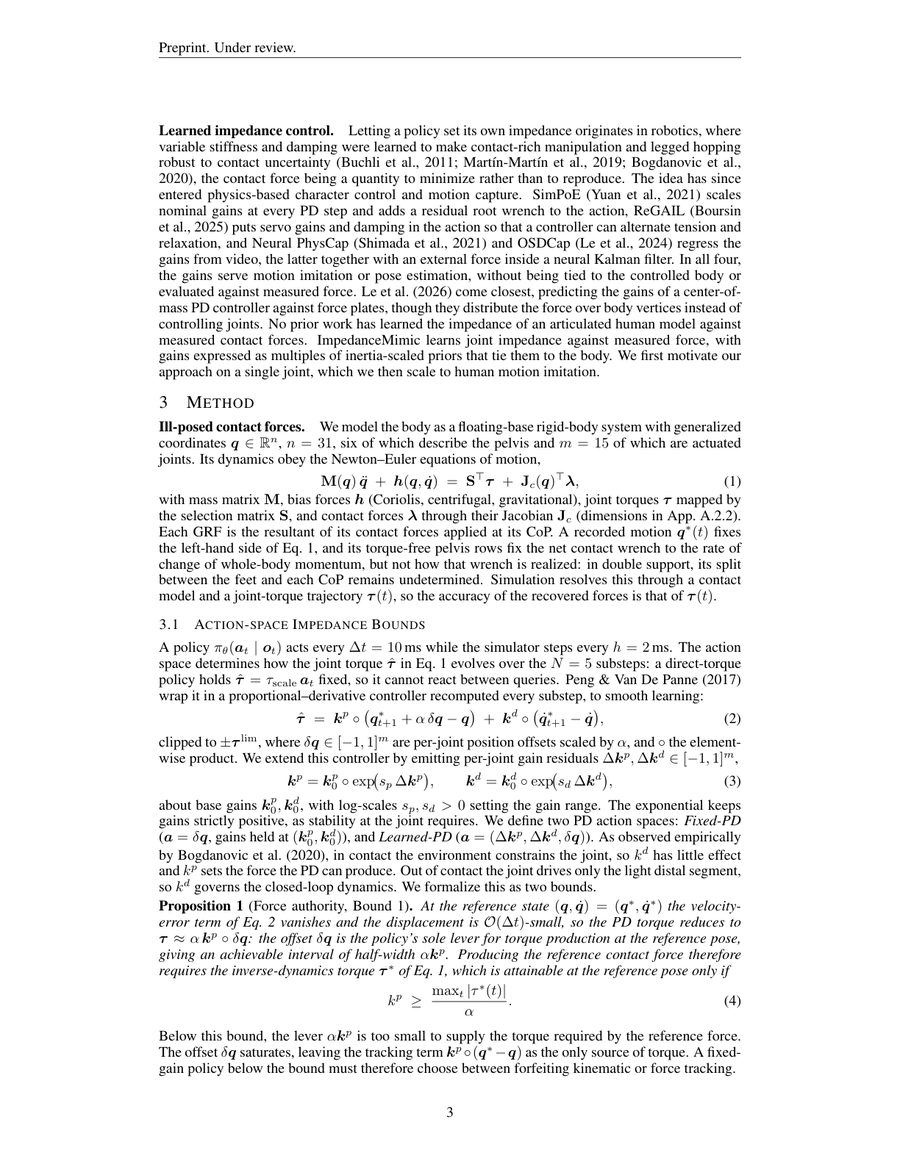 Preprint. Under review.
Learned impedance control. Letting a policy set its own impedance originates in robotics, where
variable stiffness and damping were learned to make contact-rich manipulation and legged hopping
robust to contact uncertainty (Buchli et al., 2011; Martín-Martín et al., 2019; Bogdanovic et al.,
2020), the contact force being a quantity to minimize rather than to reproduce. The idea has since
entered physics-based character control and motion capture. SimPoE (Yuan et al., 2021) scales
nominal gains at every PD step and adds a residual root wrench to the action, ReGAIL (Boursin
et al., 2025) puts servo gains and damping in the action so that a controller can alternate tension and
relaxation, and Neural PhysCap (Shimada et al., 2021) and OSDCap (Le et al., 2024) regress the
gains from video, the latter together with an external force inside a neural Kalman filter. In all four,
the gains serve motion imitation or pose estimation, without being tied to the controlled body or
evaluated against measured force. Le et al. (2026) come closest, predicting the gains of a center-of-
mass PD controller against force plates, though they distribute the force over body vertices instead of
controlling joints. No prior work has learned the impedance of an articulated human model against
measured contact forces. ImpedanceMimic learns joint impedance against measured force, with
gains expressed as multiples of inertia-scaled priors that tie them to the body. We first motivate our
approach on a single joint, which we then scale to human motion imitation.
3 METHOD
Ill-posed contact forces. We model the body as a floating-base rigid-body system with generalized
coordinates q ∈ ℝⁿ, n = 31, six of which describe the pelvis and m = 15 of which are actuated
joints. Its dynamics obey the Newton–Euler equations of motion,
M(q) q̈ + h(q, q̇) = S⊤τ + J_c(q)⊤λ, (1)
with mass matrix M, bias forces h (Coriolis, centrifugal, gravitational), joint torques τ mapped by
the selection matrix S, and contact forces λ through their Jacobian J_c (dimensions in App. A.2.2).
Each GRF is the resultant of its contact forces applied at its CoP. A recorded motion q*(t) fixes
the left-hand side of Eq. 1, and its torque-free pelvis rows fix the net contact wrench to the rate of
change of whole-body momentum, but not how that wrench is realized: in double support, its split
between the feet and each CoP remains undetermined. Simulation resolves this through a contact
model and a joint-torque trajectory τ(t), so the accuracy of the recovered forces is that of τ(t).
3.1 ACTION-SPACE IMPEDANCE BOUNDS
A policy π_θ(a_t | o_t) acts every Δt = 10 ms while the simulator steps every h = 2 ms. The action
space determines how the joint torque τ̂ in Eq. 1 evolves over the N = 5 substeps: a direct-torque
policy holds τ̂ = τ_scale a_t fixed, so it cannot react between queries. Peng & Van De Panne (2017)
wrap it in a proportional–derivative controller recomputed every substep, to smooth learning:
τ̂ = k^p ∘ (q*_{t+1} + α δq − q) + k^d ∘ (q̇*_{t+1} − q̇), (2)
clipped to ±τ^lim, where δq ∈ [−1, 1]^m are per-joint position offsets scaled by α, and ∘ the element-
wise product. We extend this controller by emitting per-joint gain residuals Δk^p, Δk^d ∈ [−1, 1]^m,
k^p = k^p_0 ∘ exp(s_p Δk^p), k^d = k^d_0 ∘ exp(s_d Δk^d), (3)
about base gains k^p_0, k^d_0, with log-scales s_p, s_d > 0 setting the gain range. The exponential keeps
gains strictly positive, as stability at the joint requires. We define two PD action spaces: Fixed-PD
(a = δq, gains held at (k^p_0, k^d_0)), and Learned-PD (a = (Δk^p, Δk^d, δq)). As observed empirically
by Bogdanovic et al. (2020), in contact the environment constrains the joint, so k^d has little effect
and k^p sets the force the PD can produce. Out of contact the joint drives only the light distal segment,
so k^d governs the closed-loop dynamics. We formalize this as two bounds.
Proposition 1 (Force authority, Bound 1). At the reference state (q, q̇) = (q*, q̇*) the velocity-
error term of Eq. 2 vanishes and the displacement is O(Δt)-small, so the PD torque reduces to
τ ≈ α k^p ∘ δq: the offset δq is the policy's sole lever for torque production at the reference pose,
giving an achievable interval of half-width αk^p. Producing the reference contact force therefore
requires the inverse-dynamics torque τ* of Eq. 1, which is attainable at the reference pose only if
k^p ≥ max_t |τ*(t)| / α. (4)
Below this bound, the lever αk^p is too small to supply the torque required by the reference force.
The offset δq saturates, leaving the tracking term k^p ∘ (q* − q) as the only source of torque. A fixed-
gain policy below the bound must therefore choose between forfeiting kinematic or force tracking.
3